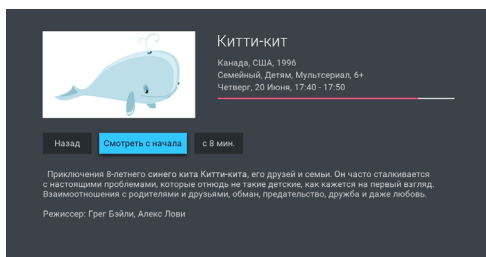 Китти-кит
Канада, США, 1996
Семейный, Детям, Мультсериал, 6+
Четверг, 20 Июня, 17:40 - 17:50
Назад
Смотреть с начала
с 8 мин.
Приключения 8-летнего синего кита Китти-кита, его друзей и семьи. Он часто сталкивается
с настоящими проблемами, которые отнюдь не такие детские, как кажется на первый взгляд.
Взаимоотношения с родителями и друзьями, обман, предательство, дружба и даже любовь.
Режиссер: Грег Бэйли, Алекс Лови